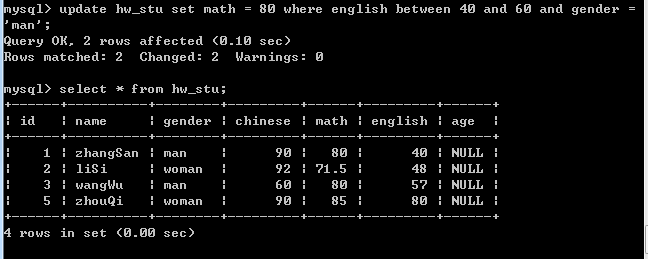 mysql> update hw_stu set math = 80 where english between 40 and 60 and gender =
'man';
Query OK, 2 rows affected (0.10 sec)
Rows matched: 2  Changed: 2  Warnings: 0
mysql> select * from hw_stu;
+------+----------+--------+---------+------+---------+------+
| id   | name     | gender | chinese | math | english | age  |
+------+----------+--------+---------+------+---------+------+
|    1 | zhangSan | man    |      90 |   80 |      40 | NULL |
|    2 | liSi     | woman  |      92 | 71.5 |      48 | NULL |
|    3 | wangWu   | man    |      60 |   80 |      57 | NULL |
|    5 | zhouQi   | woman  |      90 |   85 |      80 | NULL |
+------+----------+--------+---------+------+---------+------+
4 rows in set (0.00 sec)